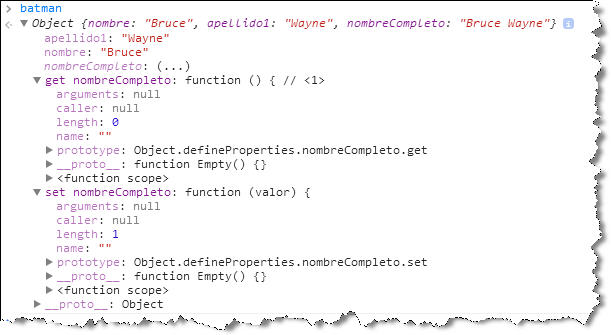 batman
Object {nombre: "Bruce", apellido1: "Wayne", nombreCompleto: "Bruce Wayne"} i
apellido1: "Wayne"
nombre: "Bruce"
nombreCompleto: (...)
get nombreCompleto: function () { // <1>
arguments: null
caller: null
length: 0
name: ""
prototype: Object.defineProperties.nombreCompleto.get
__proto__: function Empty() {}
<function scope>
set nombreCompleto: function (valor) {
arguments: null
caller: null
length: 1
name: ""
prototype: Object.defineProperties.nombreCompleto.set
__proto__: function Empty() {}
<function scope>
__proto__: Object